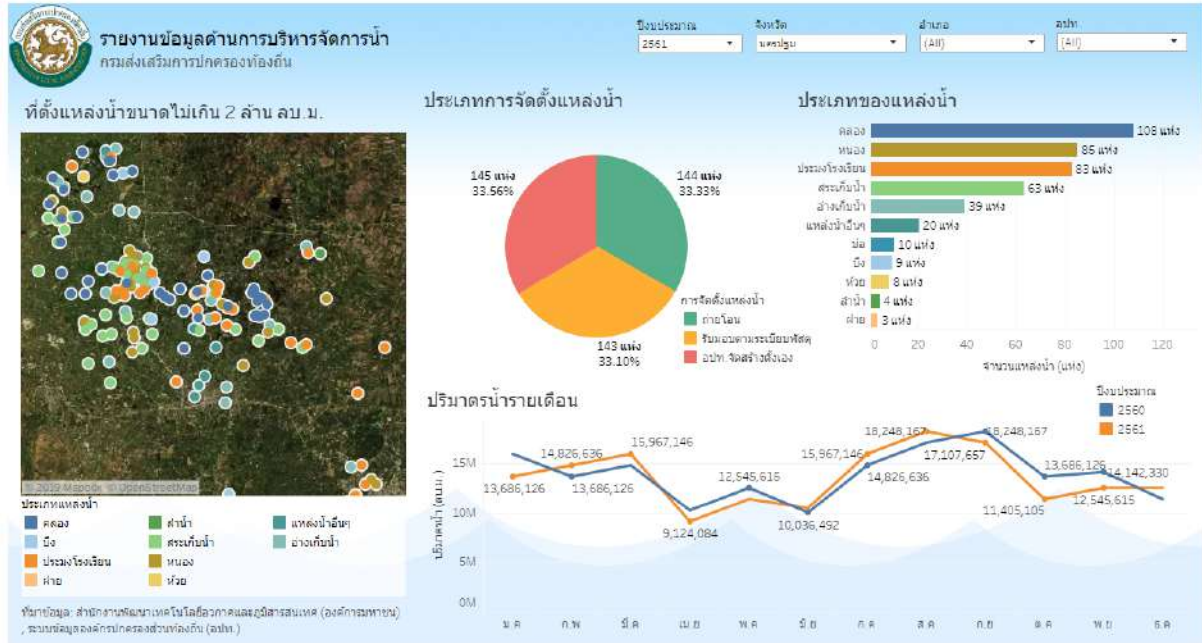 รายงานข้อมูลด้านการบริหารจัดการน้ำ
กรมส่งเสริมการปกครองท้องถิ่น
ปีงบประมาณ
2561
จังหวัด
นครปฐม
อำเภอ
(All)
อปท.
(All)
ที่ตั้งแหล่งน้ำขนาดไม่เกิน 2 ล้าน ลบ.ม.
© 2019 Mapbox © OpenStreetMap
ประเภทแหล่งน้ำ
คลอง
บึง
ประมงโรงเรียน
ฝาย
ลำน้ำ
สระเก็บน้ำ
หนอง
ห้วย
แหล่งน้ำอื่นๆ
อ่างเก็บน้ำ
ที่มาข้อมูล: สำนักงานพัฒนาเทคโนโลยีอวกาศและภูมิสารสนเทศ (องค์การมหาชน)
, ระบบข้อมูลองค์กรปกครองส่วนท้องถิ่น (อปท.)
ประเภทการจัดตั้งแหล่งน้ำ
145 แห่ง
33.56%
144 แห่ง
33.33%
143 แห่ง
33.10%
การจัดตั้งแหล่งน้ำ
ถ่ายโอน
รับมอบตามระเบียบพัสดุ
อปท.จัดสร้างตั้งเอง
ประเภทของแหล่งน้ำ
คลอง 108 แห่ง
หนอง 85 แห่ง
ประมงโรงเรียน 83 แห่ง
สระเก็บน้ำ 63 แห่ง
อ่างเก็บน้ำ 39 แห่ง
แหล่งน้ำอื่นๆ 20 แห่ง
บ่อ 10 แห่ง
บึง 9 แห่ง
ห้วย 8 แห่ง
ลำน้ำ 4 แห่ง
ฝาย 3 แห่ง
0 20 40 60 80 100 120
จำนวนแหล่งน้ำ (แห่ง)
ปริมาตรน้ำรายเดือน
ปีงบประมาณ
2560
2561
ปริมาตรน้ำ (ลบ.ม.)
15M
10M
5M
0M
13,686,126
14,826,636
13,686,126
15,967,146
9,124,084
12,545,615
10,036,492
15,967,146
14,826,636
18,248,167
17,107,657
18,248,167
13,686,126
11,405,105
14,142,330
12,545,615
ม.ค ก.พ มี.ค เม.ย พ.ค มิ.ย ก.ค ส.ค ก.ย ต.ค พ.ย ธ.ค